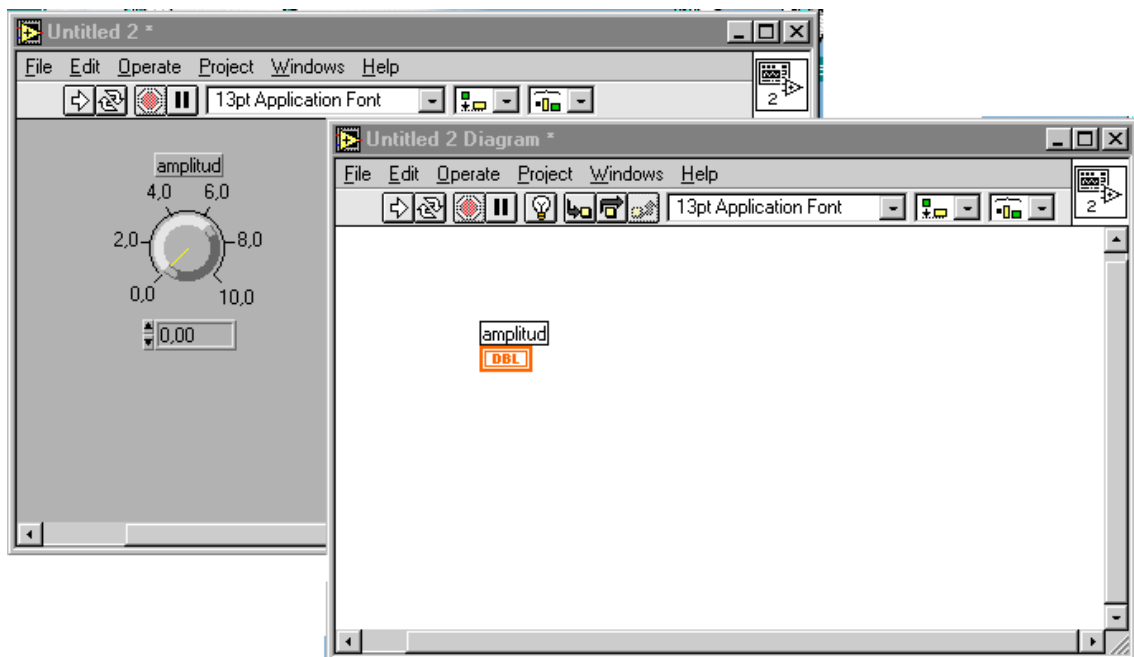 Untitled 2 *
File Edit Operate Project Windows Help
13pt Application Font
2
amplitud
4,0 6,0
2,0 8,0
0,0 10,0
0,00
Untitled 2 Diagram *
File Edit Operate Project Windows Help
13pt Application Font
2
amplitud
DBL